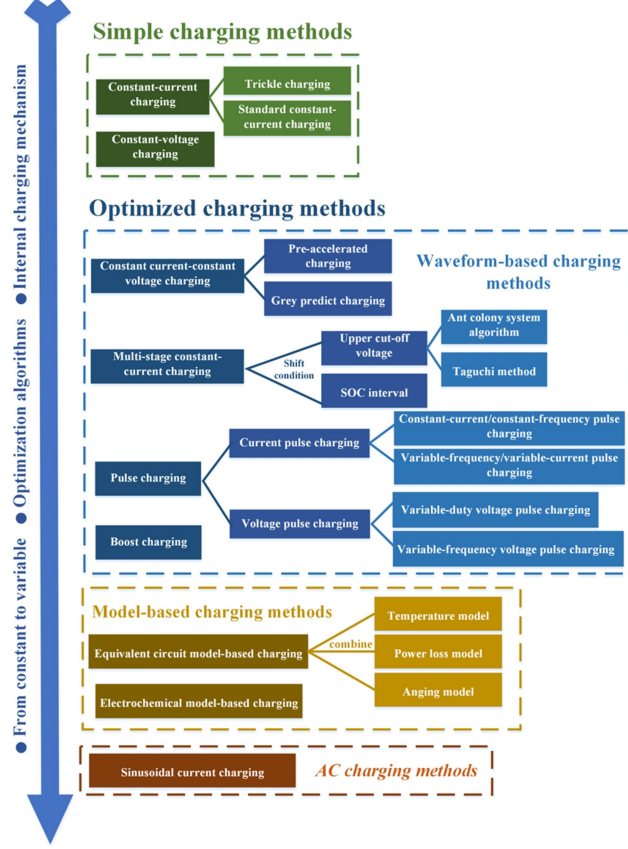 ● From constant to variable ● Optimization algorithms ● Internal charging mechanism
Simple charging methods
Constant-current
charging
Trickle charging
Standard constant-
current charging
Constant-voltage
charging
Optimized charging methods
Waveform-based charging
methods
Constant current-constant
voltage charging
Pre-accelerated
charging
Grey predict charging
Multi-stage constant-
current charging
Shift
condition
Upper cut-off
voltage
Ant colony system
algorithm
Taguchi method
SOC interval
Pulse charging
Current pulse charging
Constant-current/constant-frequency pulse
charging
Variable-frequency/variable-current pulse
charging
Voltage pulse charging
Variable-duty voltage pulse charging
Variable-frequency voltage pulse charging
Boost charging
Model-based charging methods
Equivalent circuit model-based charging
combine
Temperature model
Power loss model
Anging model
Electrochemical model-based charging
Sinusoidal current charging
AC charging methods